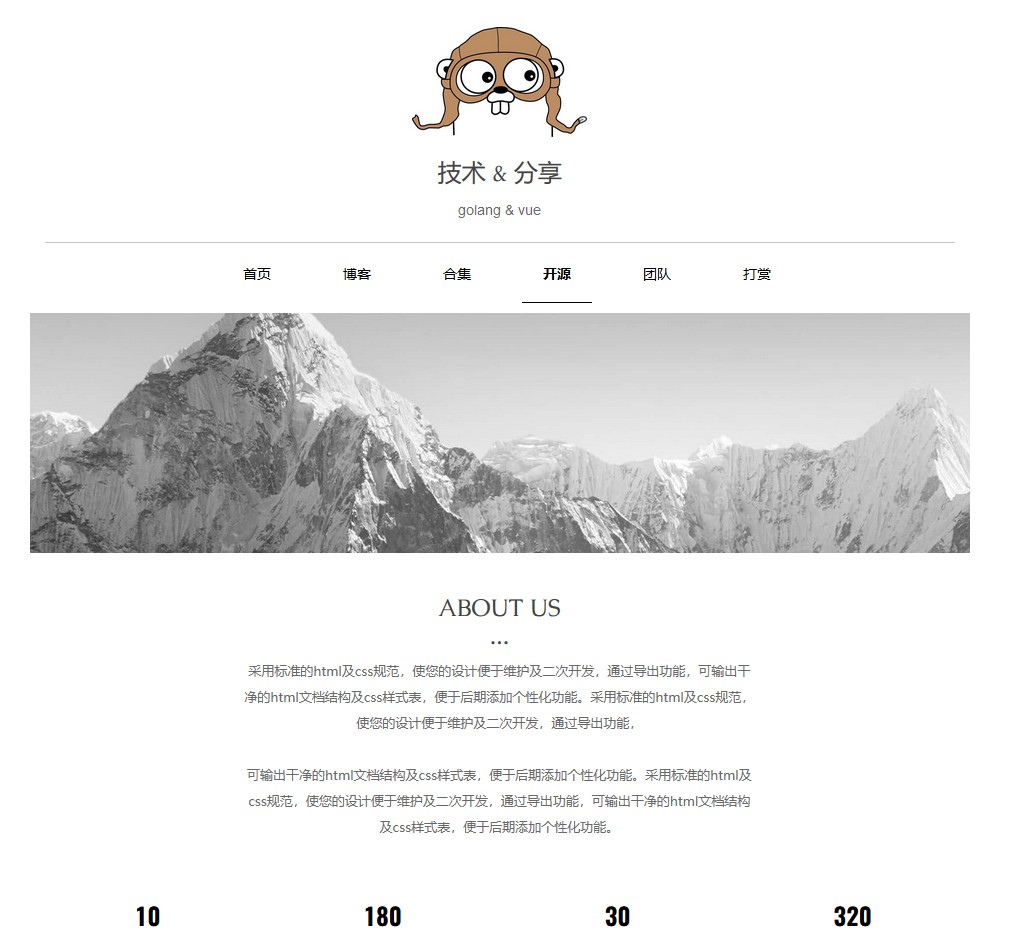 技术 & 分享
golang & vue
首页 博客 合集 开源 团队 打赏
ABOUT US
...
采用标准的html及css规范，使您的设计便于维护及二次开发，通过导出功能，可输出干
净的html文档结构及css样式表，便于后期添加个性化功能。采用标准的html及css规范，
使您的设计便于维护及二次开发，通过导出功能，
可输出干净的html文档结构及css样式表，便于后期添加个性化功能。采用标准的html及
css规范，使您的设计便于维护及二次开发，通过导出功能，可输出干净的html文档结构
及css样式表，便于后期添加个性化功能。
10 180 30 320